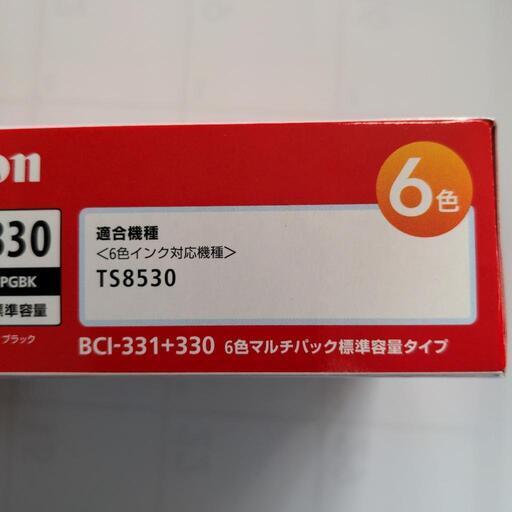 on
6色
330
PGBK
標準容量
ブラック
適合機種
＜6色インク対応機種＞
TS8530
BCI-331+330 6色マルチパック標準容量タイプ